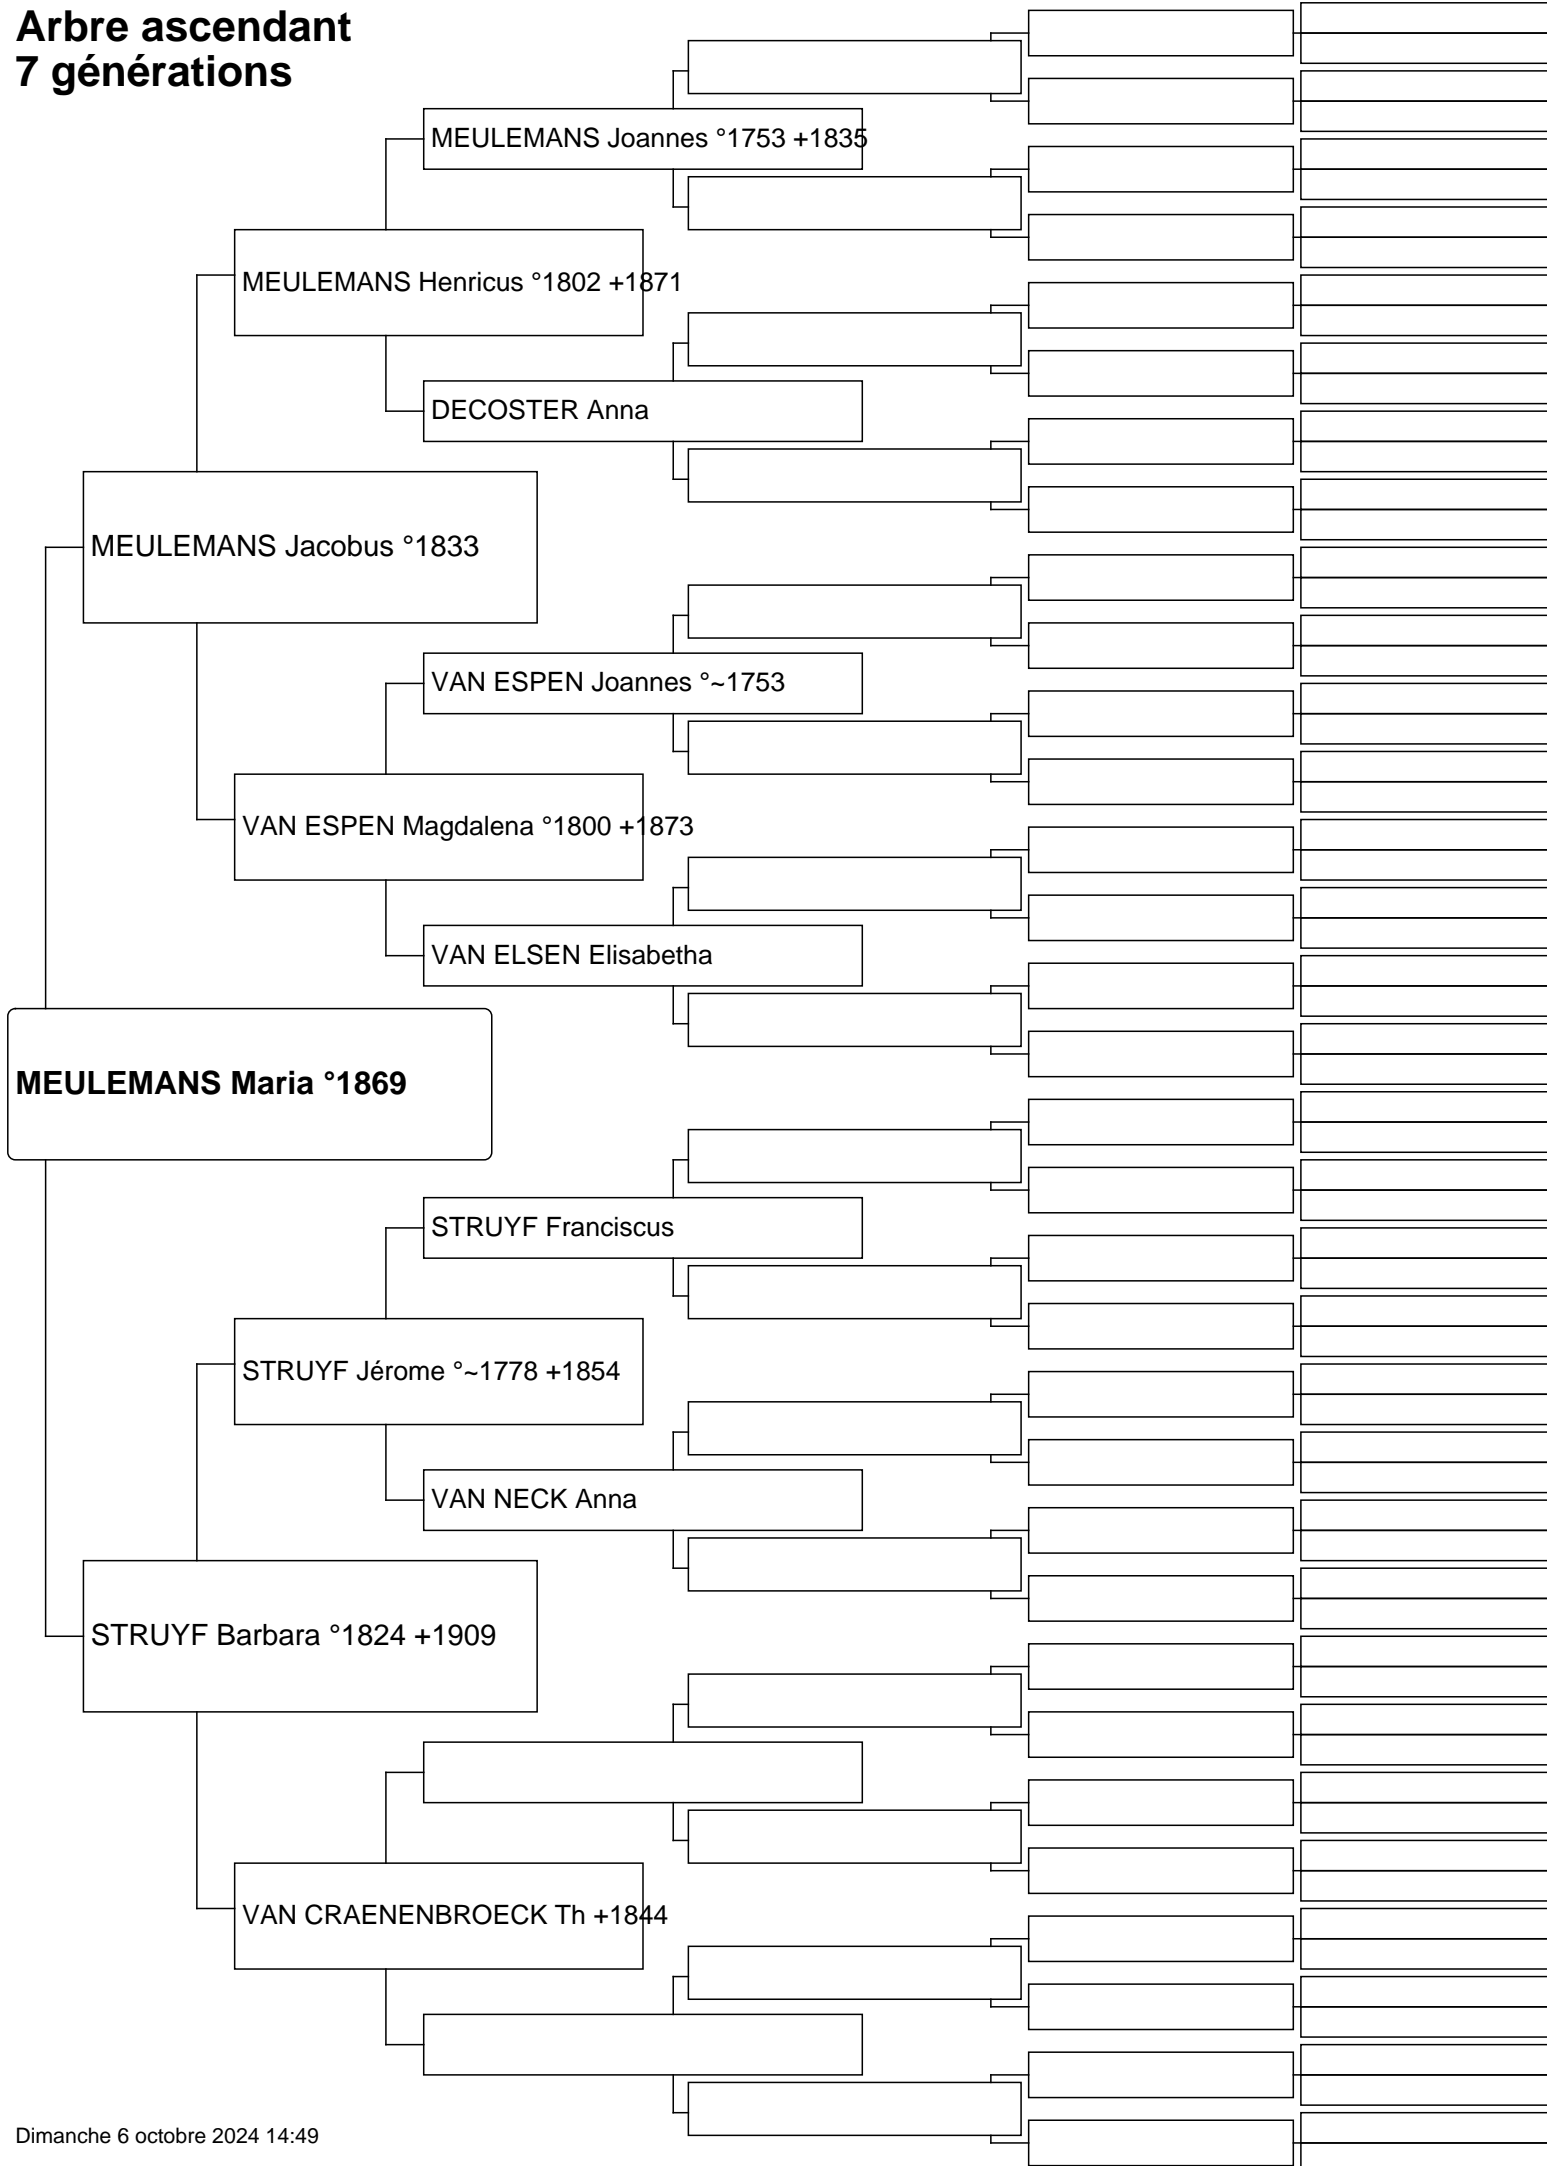 Arbre ascendant
7 générations
MEULEMANS Joannes °1753 +1835
MEULEMANS Henricus °1802 +1871
DECOSTER Anna
MEULEMANS Jacobus °1833
VAN ESPEN Joannes °~1753
VAN ESPEN Magdalena °1800 +1873
VAN ELSEN Elisabetha
MEULEMANS Maria °1869
STRUYF Franciscus
STRUYF Jérome °~1778 +1854
VAN NECK Anna
STRUYF Barbara °1824 +1909
VAN CRAENENBROECK Th +1844
Dimanche 6 octobre 2024 14:49